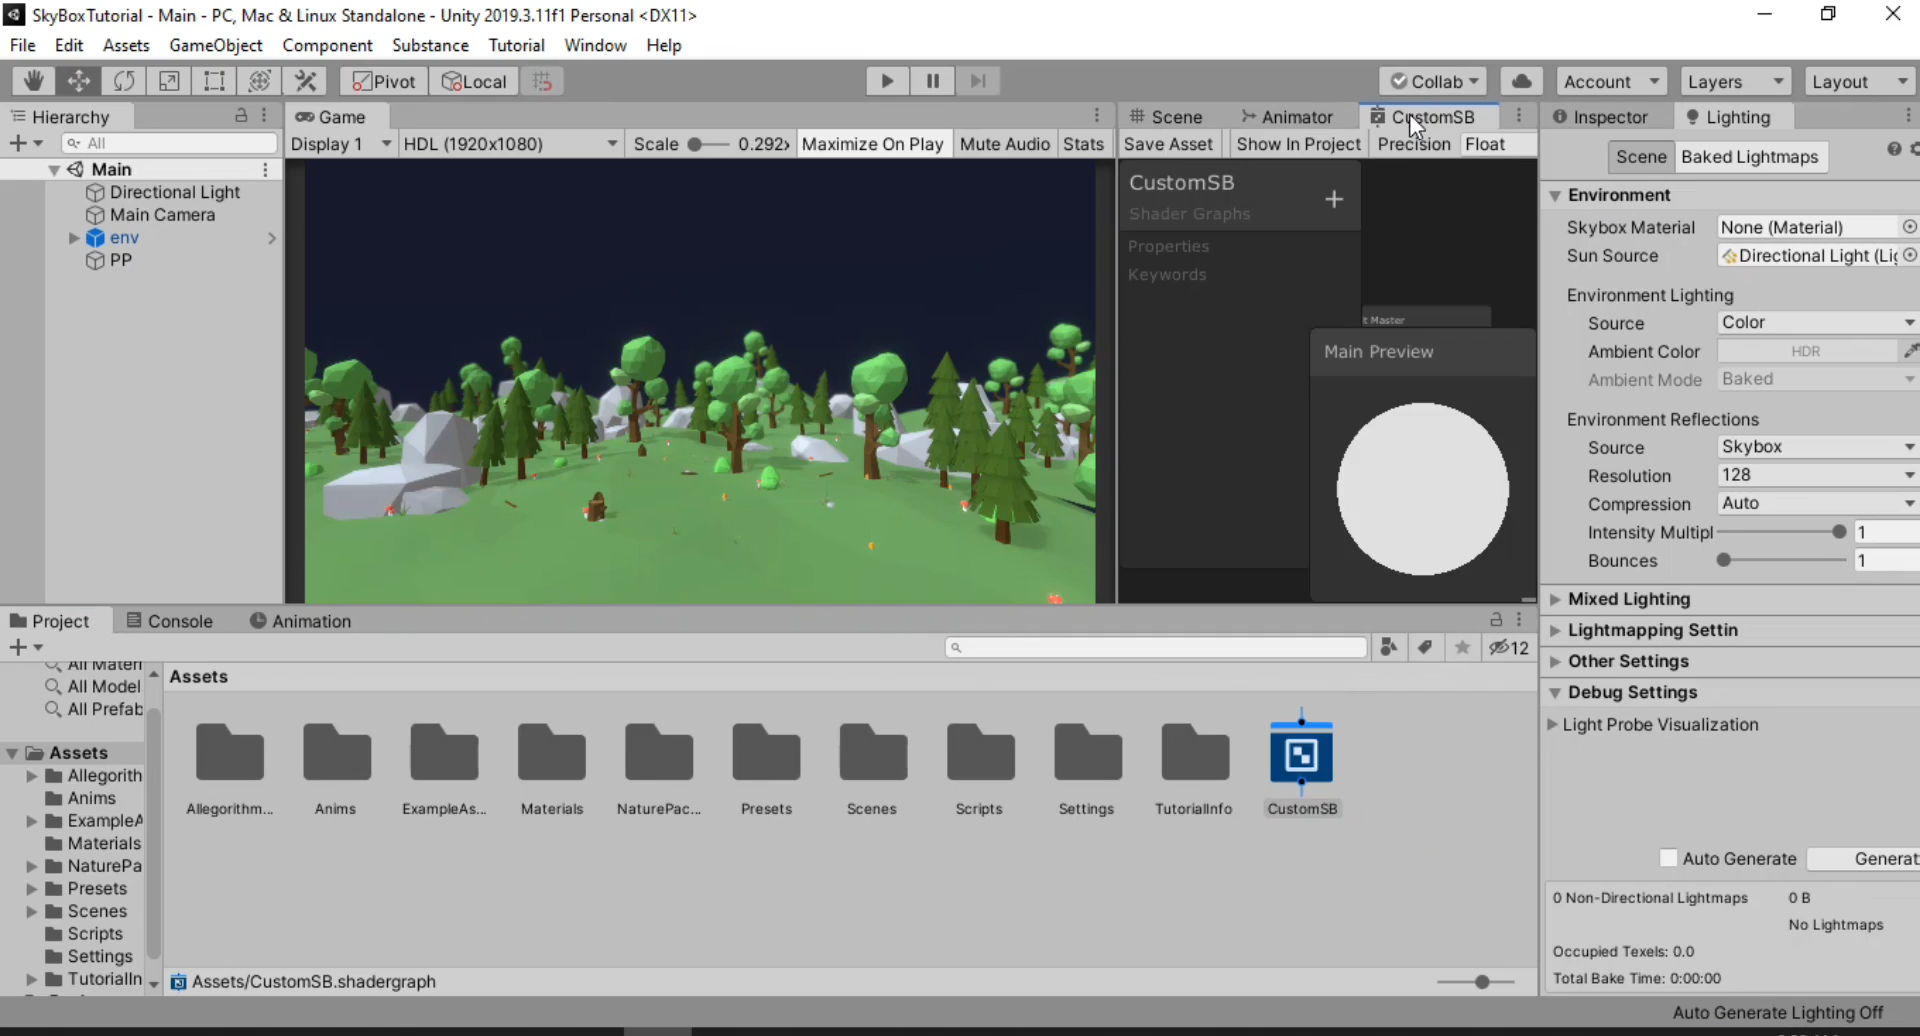 SkyBoxTutorial - Main - PC, Mac & Linux Standalone - Unity 2019.3.11f1 Personal <DX11>
File Edit Assets GameObject Component Substance Tutorial Window Help
Pivot Local Collab Account Layers Layout
Hierarchy
All
Main
Directional Light
Main Camera
env
PP
Game
Display 1 HDL (1920x1080) Scale 0.292 Maximize On Play Mute Audio Stats
Scene Animator CustomSB
Save Asset Show In Project Precision Float
CustomSB
Shader Graphs
Properties
Keywords
t Master
Main Preview
Inspector Lighting
Scene Baked Lightmaps
Environment
Skybox Material None (Material)
Sun Source Directional Light (Lig
Environment Lighting
Source Color
Ambient Color HDR
Ambient Mode Baked
Environment Reflections
Source Skybox
Resolution 128
Compression Auto
Intensity Multipl 1
Bounces 1
Mixed Lighting
Lightmapping Settin
Other Settings
Debug Settings
Light Probe Visualization
Auto Generate Generat
0 Non-Directional Lightmaps 0 B
No Lightmaps
Occupied Texels: 0.0
Total Bake Time: 0:00:00
Project Console Animation
12
All Materi
All Model
All Prefab
Assets
Allegorith
Anims
ExampleA
Materials
NaturePa
Presets
Scenes
Scripts
Settings
TutorialIn
Assets
Allegorithm... Anims ExampleAs... Materials NaturePac... Presets Scenes Scripts Settings TutorialInfo CustomSB
Assets/CustomSB.shadergraph
Auto Generate Lighting Off